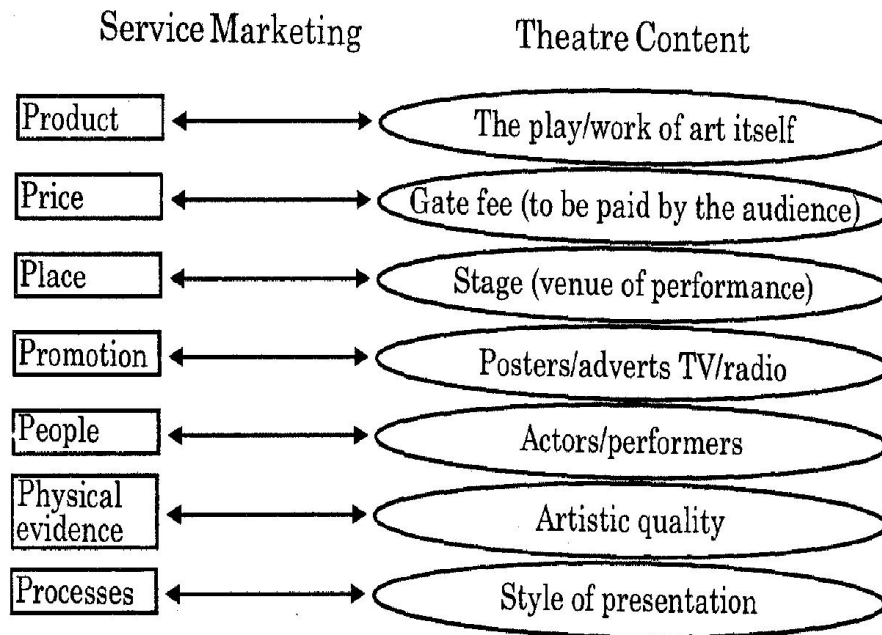 Service Marketing Theatre Content
Product The play/work of art itself
Price Gate fee (to be paid by the audience)
Place Stage (venue of performance)
Promotion Posters/adverts TV/radio
People Actors/performers
Physical
evidence Artistic quality
Processes Style of presentation